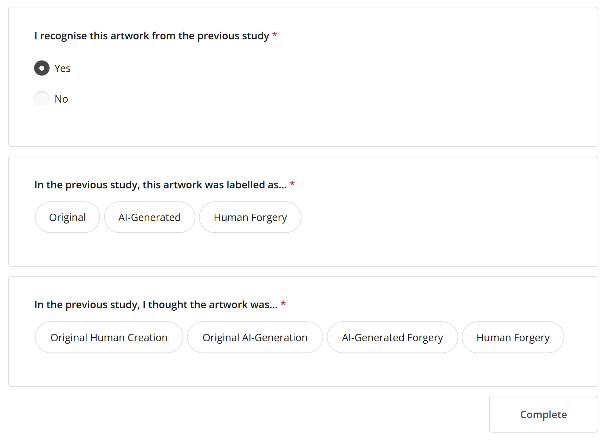 I recognise this artwork from the previous study *
Yes
No
In the previous study, this artwork was labelled as... *
Original AI-Generated Human Forgery
In the previous study, I thought the artwork was... *
Original Human Creation Original AI-Generation AI-Generated Forgery Human Forgery
Complete